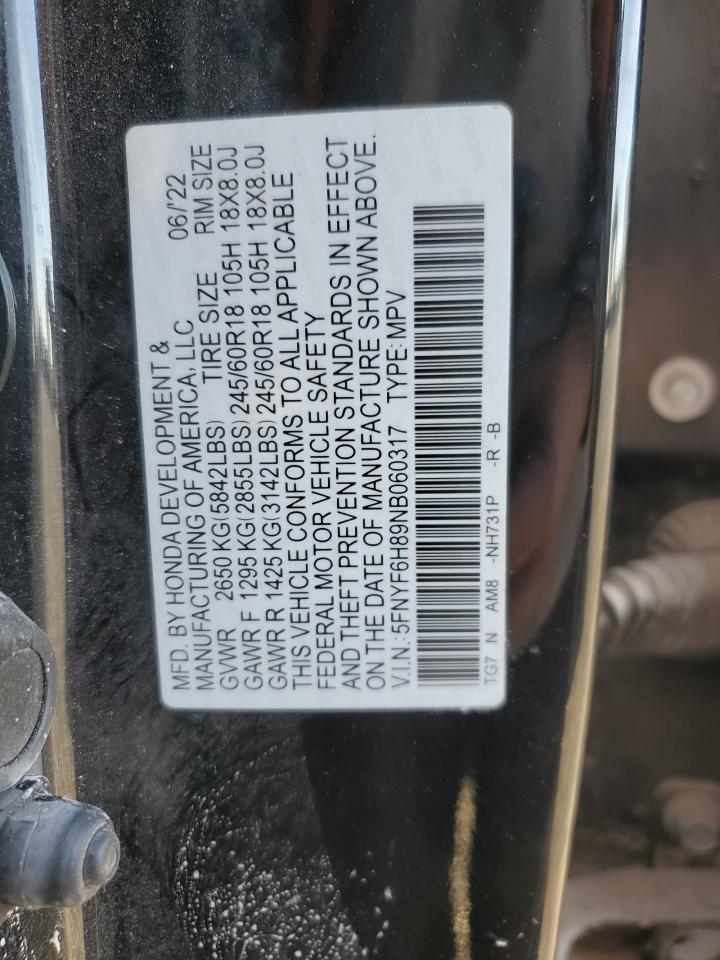 MFD. BY HONDA DEVELOPMENT &
MANUFACTURING OF AMERICA, LLC 06/'22
GVWR 2650 KG(5842LBS) TIRE SIZE RIM SIZE
GAWR F 1295 KG(2855LBS) 245/60R18 105H 18X8.0J
GAWR R 1425 KG(3142LBS) 245/60R18 105H 18X8.0J
THIS VEHICLE CONFORMS TO ALL APPLICABLE
FEDERAL MOTOR VEHICLE SAFETY
AND THEFT PREVENTION STANDARDS IN EFFECT
ON THE DATE OF MANUFACTURE SHOWN ABOVE.
V.I.N.: 5FNYF6H89NB060317 TYPE: MPV
TG7 N AM8 -NH731P -R -B